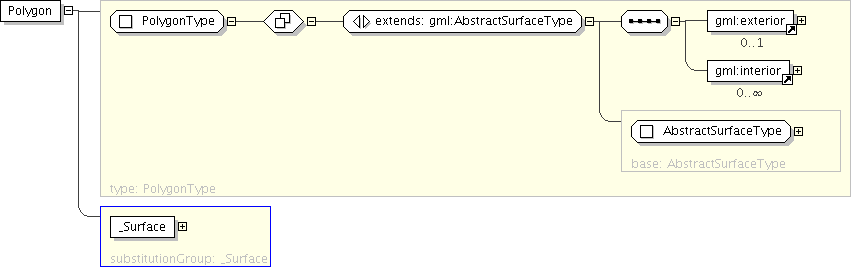 Polygon
PolygonType
extends: gml:AbstractSurfaceType
gml:exterior
0..1
gml:interior
0..∞
AbstractSurfaceType
base: AbstractSurfaceType
type: PolygonType
_Surface
substitutionGroup: _Surface